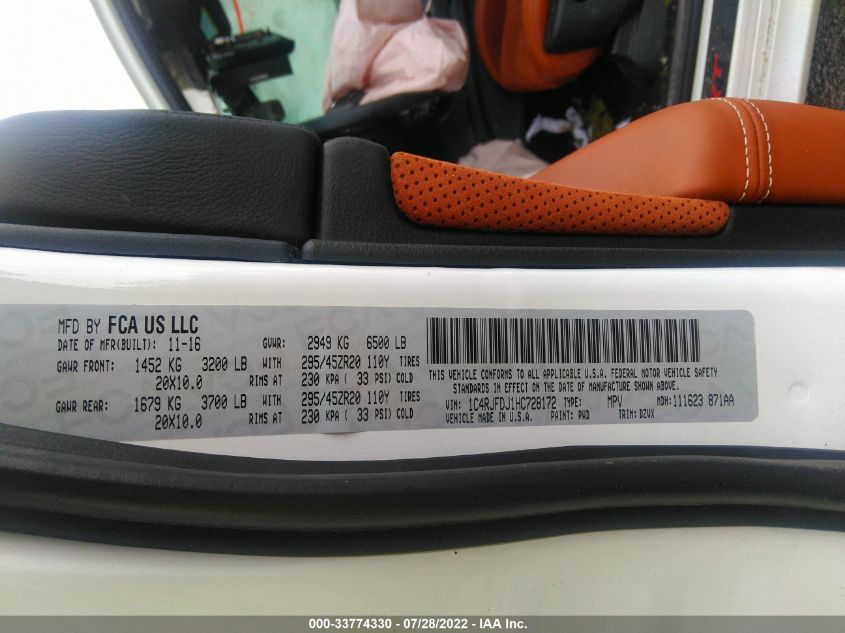 MFD BY FCA US LLC
DATE OF MFR(BUILT): 11-16 GVWR: 2949 KG 6500 LB
GAWR FRONT: 1452 KG 3200 LB WITH 295/45ZR20 110Y TIRES
20X10.0 RIMS AT 230 KPA ( 33 PSI) COLD
GAWR REAR: 1679 KG 3700 LB WITH 295/45ZR20 110Y TIRES
20X10.0 RIMS AT 230 KPA ( 33 PSI) COLD
THIS VEHICLE CONFORMS TO ALL APPLICABLE U.S.A. FEDERAL MOTOR VEHICLE SAFETY
STANDARDS IN EFFECT ON THE DATE OF MANUFACTURE SHOWN ABOVE.
VIN: 1C4RJFDJ1HC728172 TYPE: MPV MDH: 111623 871AA
VEHICLE MADE IN U.S.A. PAINT: PWD TRIM: DZVX
000-33774330 - 07/28/2022 - IAA Inc.